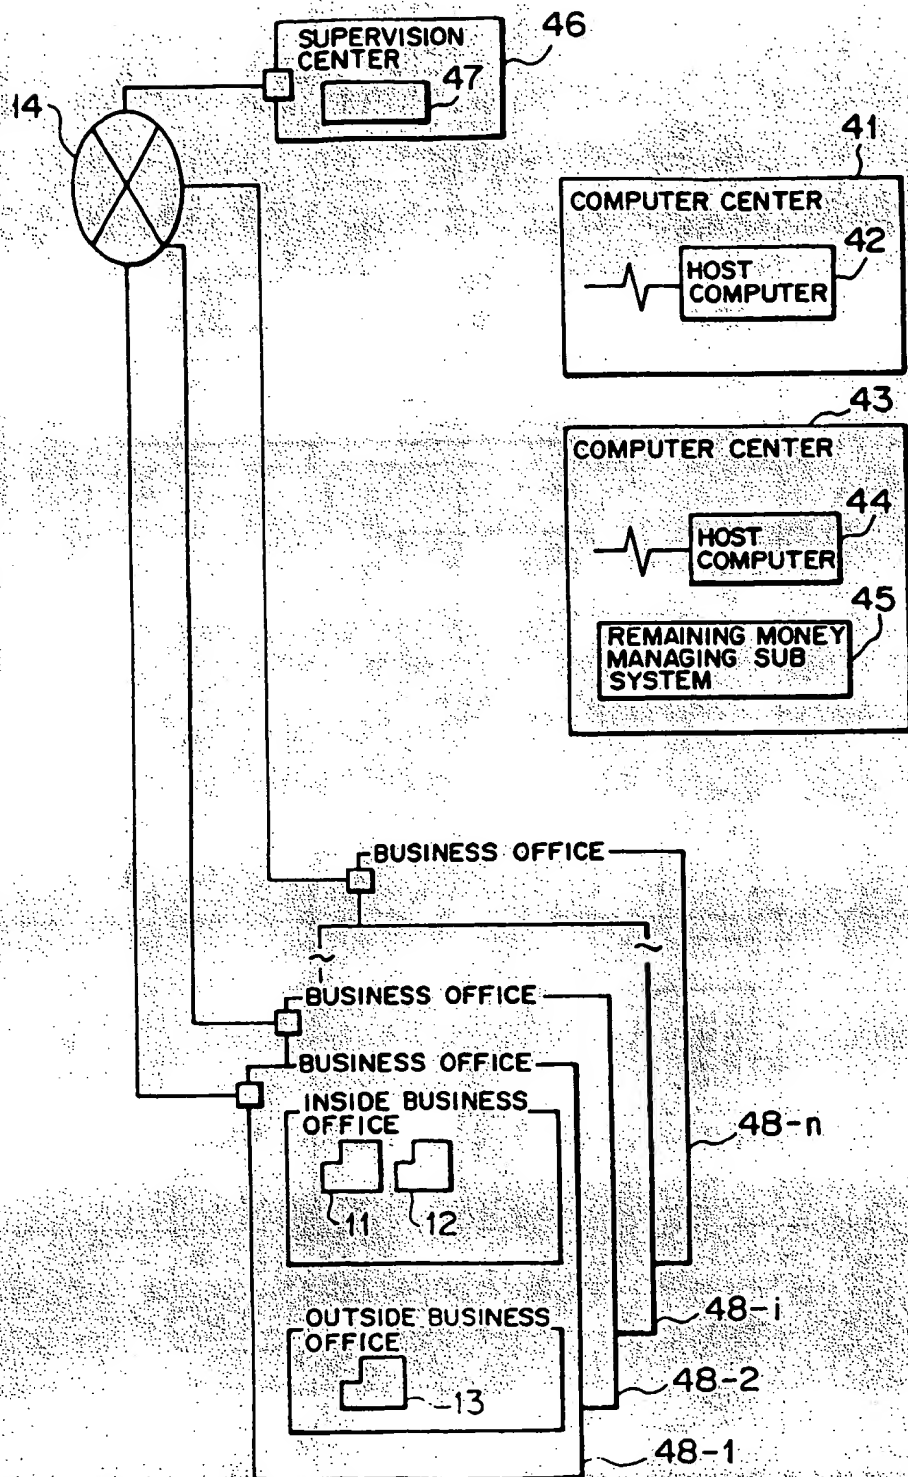 SUPERVISION
CENTER
46
47
14
41
COMPUTER CENTER
42
HOST
COMPUTER
43
COMPUTER CENTER
44
HOST
COMPUTER
45
REMAINING MONEY
MANAGING SUB
SYSTEM
BUSINESS OFFICE
BUSINESS OFFICE
BUSINESS OFFICE
INSIDE BUSINESS
OFFICE
11
12
48-n
OUTSIDE BUSINESS
OFFICE
13
48-i
48-2
48-1